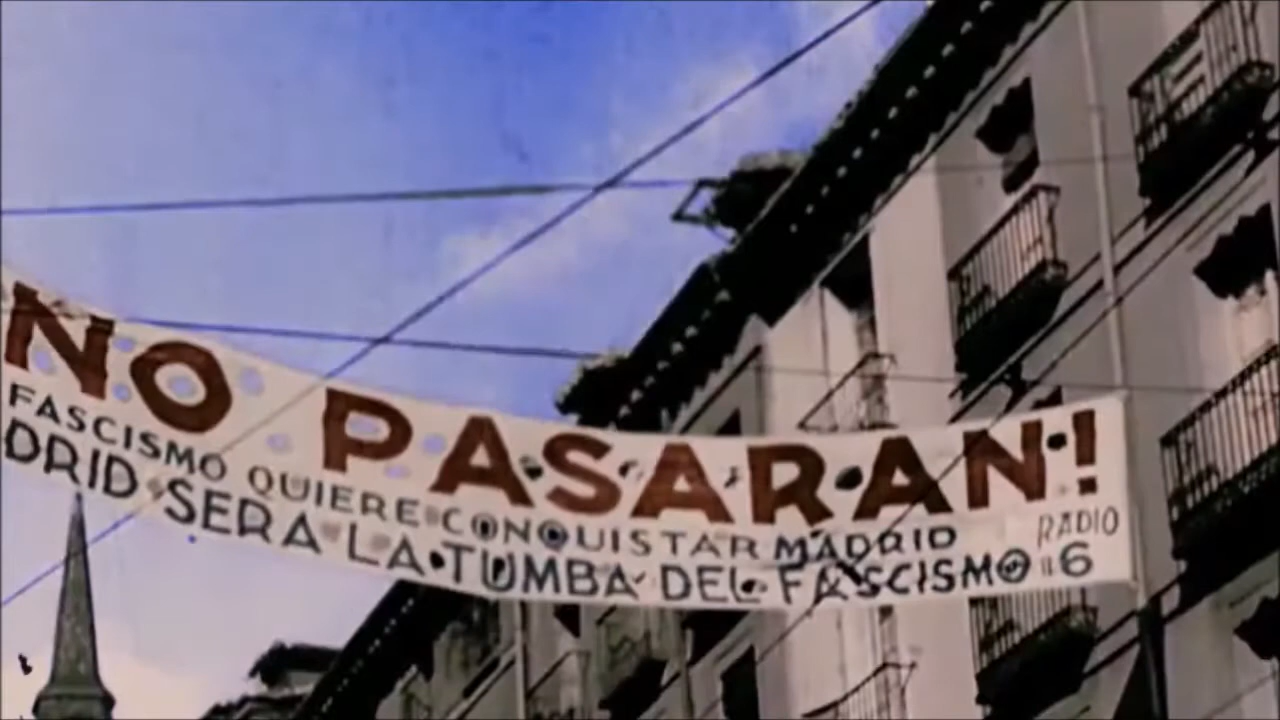 NO PASARAN!
FASCISMO QUIERE CONQUISTAR MADRID
DRID SERA LA TUMBA DEL FASCISMO
RADIO
6